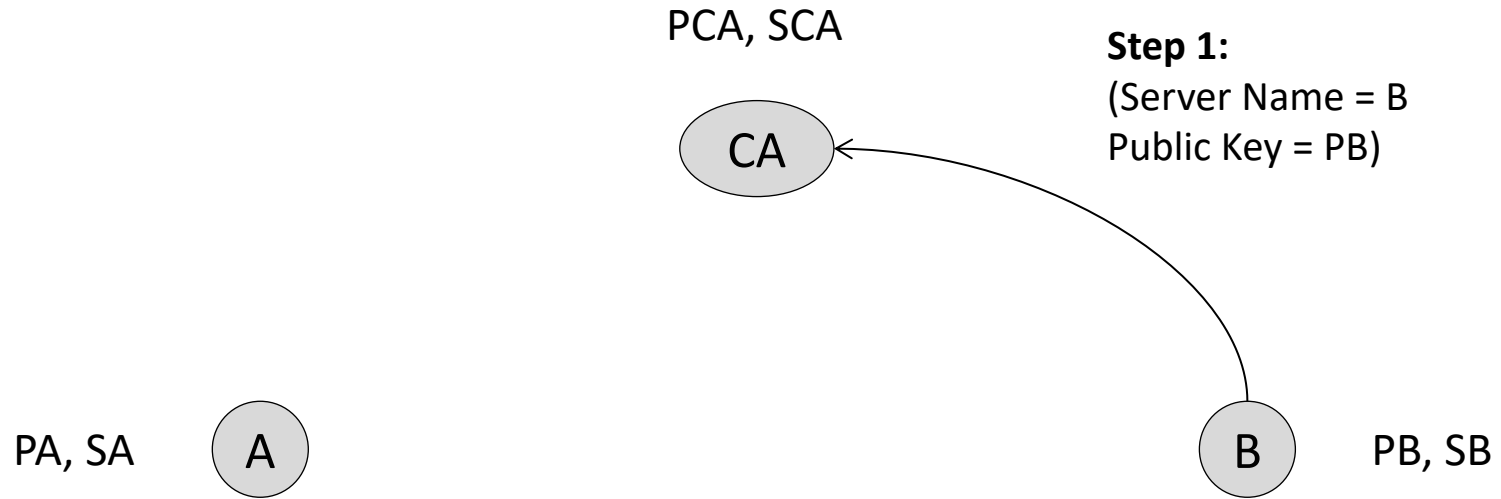 PCA, SCA
Step 1:
(Server Name = B
Public Key = PB)
CA
PA, SA
A
B
PB, SB